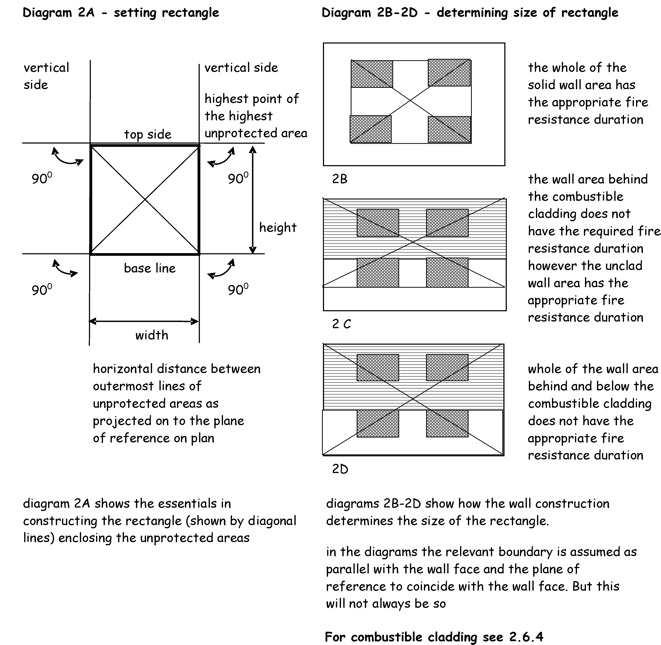 Diagram 2A - setting rectangle
vertical
side
vertical side
highest point of
the highest
unprotected area
top side
90⁰
90⁰
height
base line
90⁰
90⁰
width
horizontal distance between
outermost lines of
unprotected areas as
projected on to the plane
of reference on plan
diagram 2A shows the essentials in
constructing the rectangle (shown by diagonal
lines) enclosing the unprotected areas
Diagram 2B-2D - determining size of rectangle
the whole of the
solid wall area has
the appropriate fire
resistance duration
2B
the wall area behind
the combustible
cladding does not
have the required fire
resistance duration
however the unclad
wall area has the
appropriate fire
resistance duration
2 C
whole of the wall area
behind and below the
combustible cladding
does not have the
appropriate fire
resistance duration
2D
diagrams 2B-2D show how the wall construction
determines the size of the rectangle.
in the diagrams the relevant boundary is assumed as
parallel with the wall face and the plane of
reference to coincide with the wall face. But this
will not always be so
For combustible cladding see 2.6.4